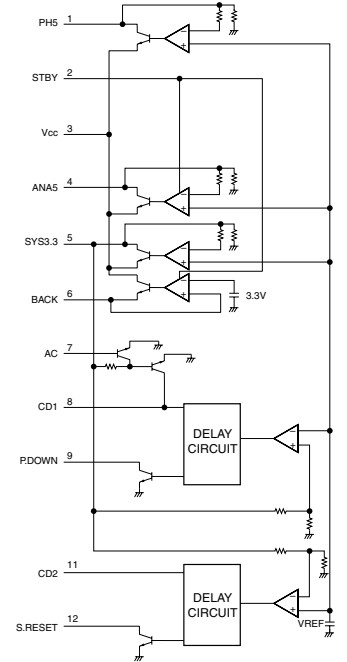 PH5 1
STBY 2
Vcc 3
ANA5 4
SYS3.3 5
BACK 6
3.3V
AC 7
CD1 8
DELAY
CIRCUIT
P.DOWN 9
CD2 11
DELAY
CIRCUIT
VREF
S.RESET 12